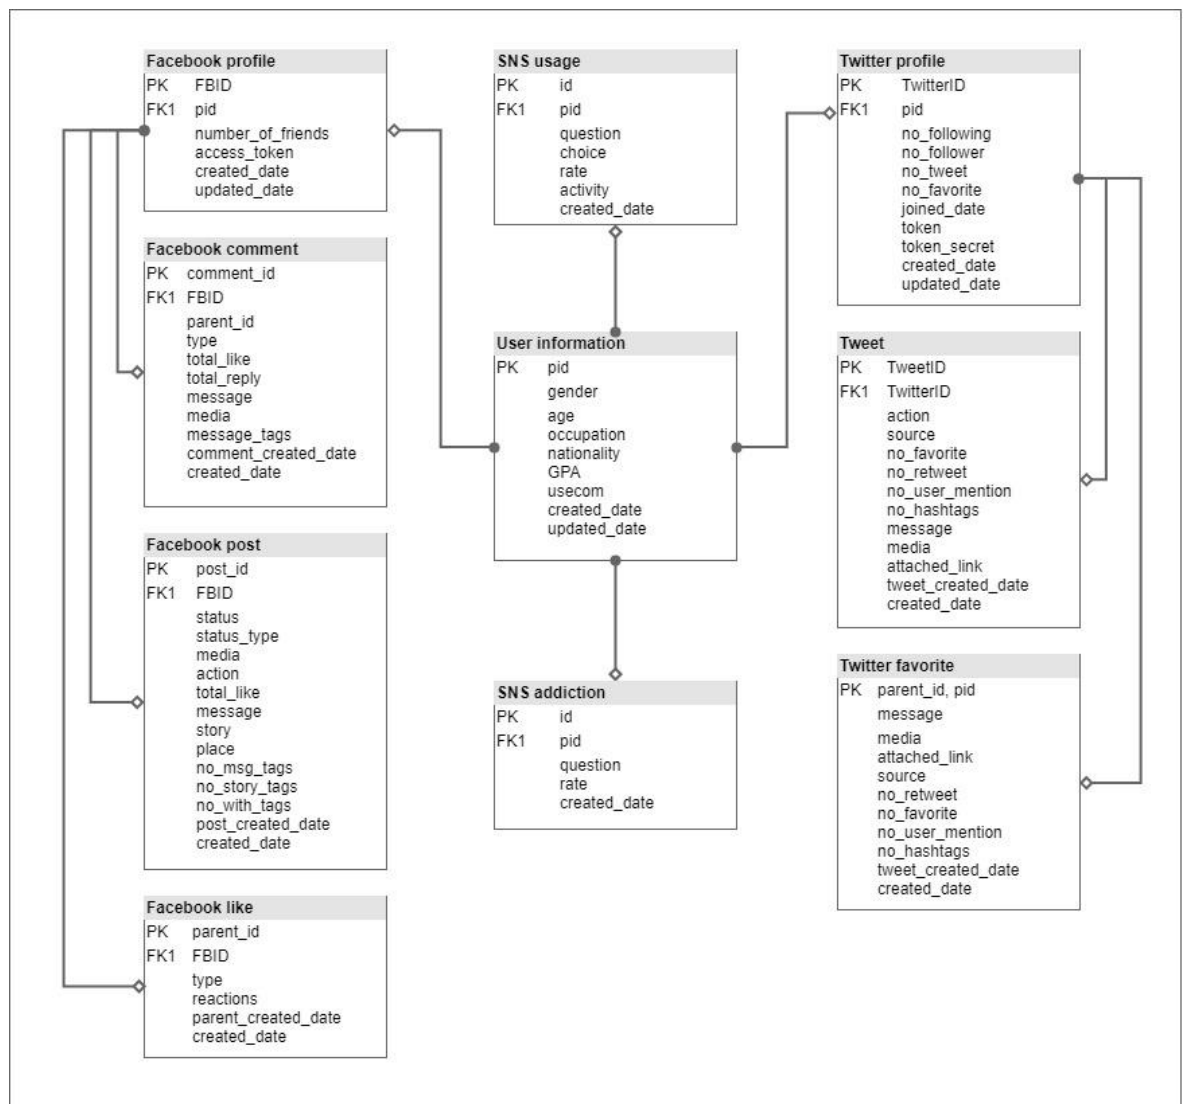 Facebook profile
PK FBID
FK1 pid
number_of_friends
access_token
created_date
updated_date
Facebook comment
PK comment_id
FK1 FBID
parent_id
type
total_like
total_reply
message
media
message_tags
comment_created_date
created_date
Facebook post
PK post_id
FK1 FBID
status
status_type
media
action
total_like
message
story
place
no_msg_tags
no_story_tags
no_with_tags
post_created_date
created_date
Facebook like
PK parent_id
FK1 FBID
type
reactions
parent_created_date
created_date
SNS usage
PK id
FK1 pid
question
choice
rate
activity
created_date
User information
PK pid
gender
age
occupation
nationality
GPA
usecom
created_date
updated_date
SNS addiction
PK id
FK1 pid
question
rate
created_date
Twitter profile
PK TwitterID
FK1 pid
no_following
no_follower
no_tweet
no_favorite
joined_date
token
token_secret
created_date
updated_date
Tweet
PK TweetID
FK1 TwitterID
action
source
no_favorite
no_retweet
no_user_mention
no_hashtags
message
media
attached_link
tweet_created_date
created_date
Twitter favorite
PK parent_id, pid
message
media
attached_link
source
no_retweet
no_favorite
no_user_mention
no_hashtags
tweet_created_date
created_date